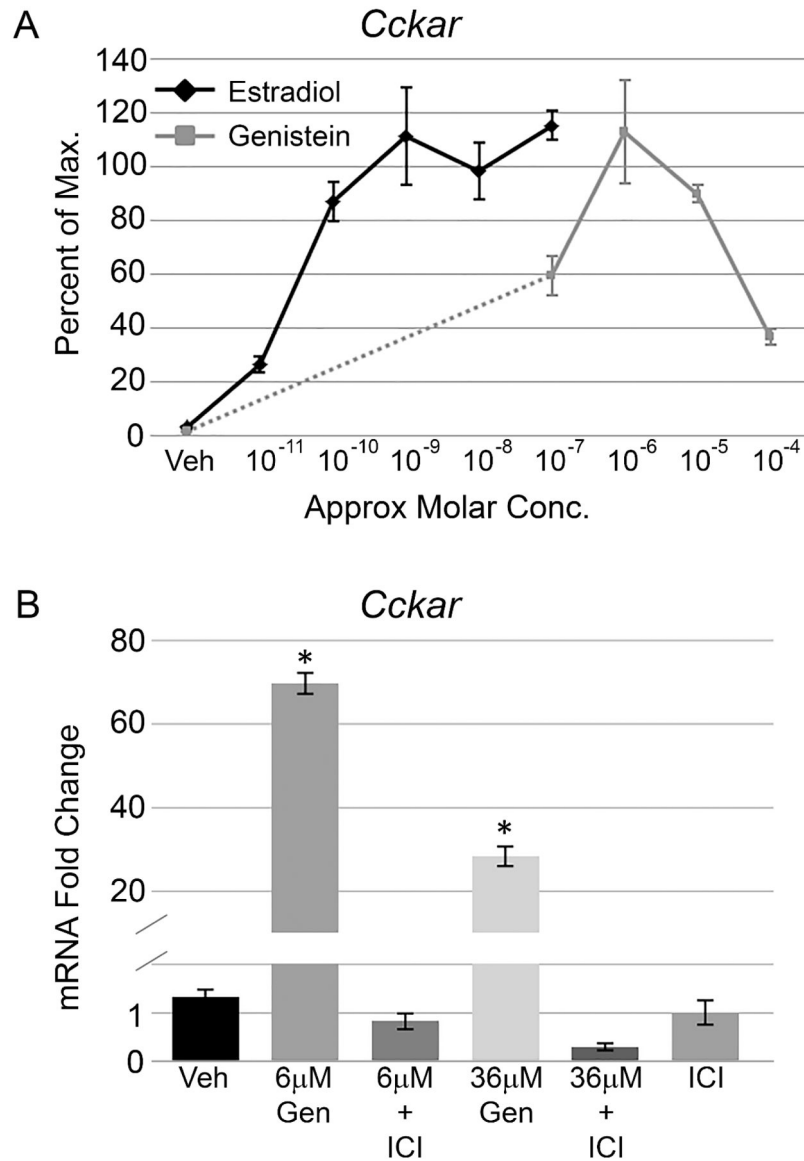 A
Cckar
140
120
100
80
60
40
20
0
Percent of Max.
Estradiol
Genistein
Veh 10⁻¹¹ 10⁻¹⁰ 10⁻⁹ 10⁻⁸ 10⁻⁷ 10⁻⁶ 10⁻⁵ 10⁻⁴
Approx Molar Conc.
B
Cckar
80
60
40
20
1
0
mRNA Fold Change
*
*
Veh 6μM 6μM 36μM 36μM ICI
Gen + Gen +
ICI ICI